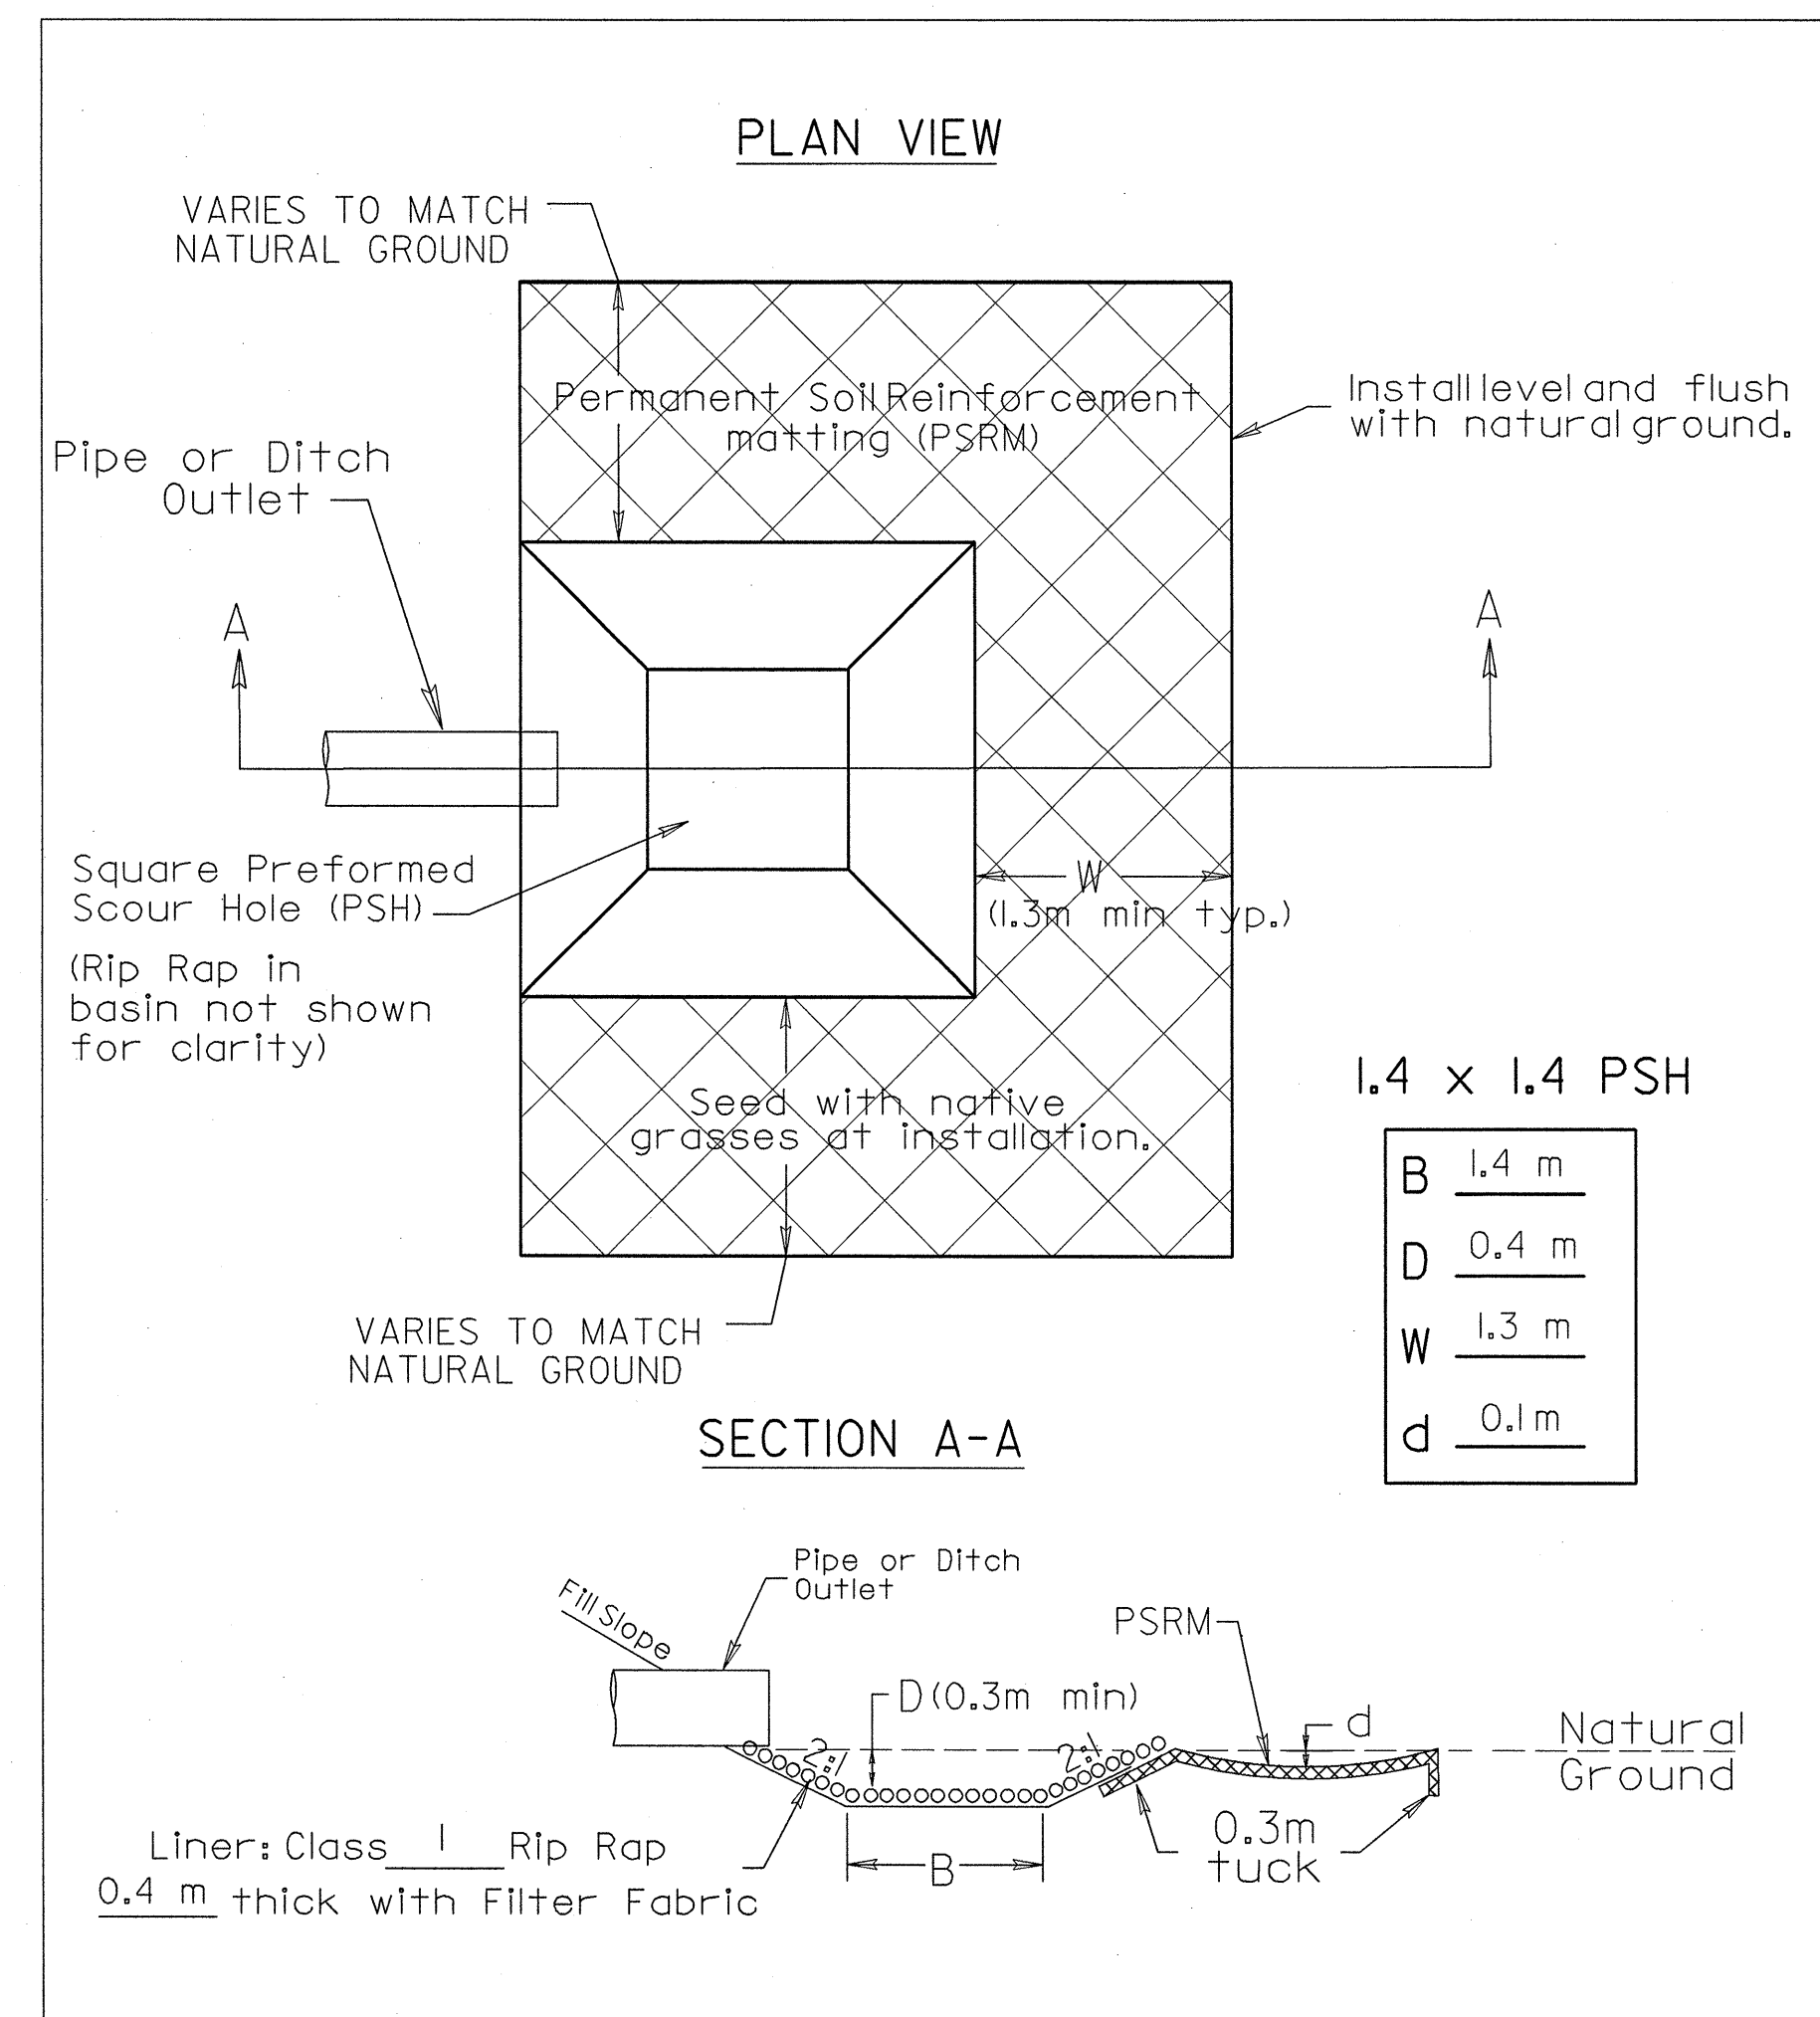 PLAN VIEW
VARIES TO MATCH
NATURAL GROUND
Permanent Soil Reinforcement
matting (PSRM)
Install level and flush
with natural ground.
Pipe or Ditch
Outlet
A
A
Square Preformed
Scour Hole (PSH)
(Rip Rap in
basin not shown
for clarity)
W
(1.3m min typ.)
Seed with native
grasses at installation.
1.4 x 1.4 PSH
B 1.4 m
D 0.4 m
W 1.3 m
d 0.1 m
VARIES TO MATCH
NATURAL GROUND
SECTION A-A
Pipe or Ditch
Outlet
Fill Slope
PSRM
D (0.3m min)
d
2:1
2:1
Natural
Ground
B
0.3m
tuck
Liner: Class 1 Rip Rap
0.4 m thick with Filter Fabric